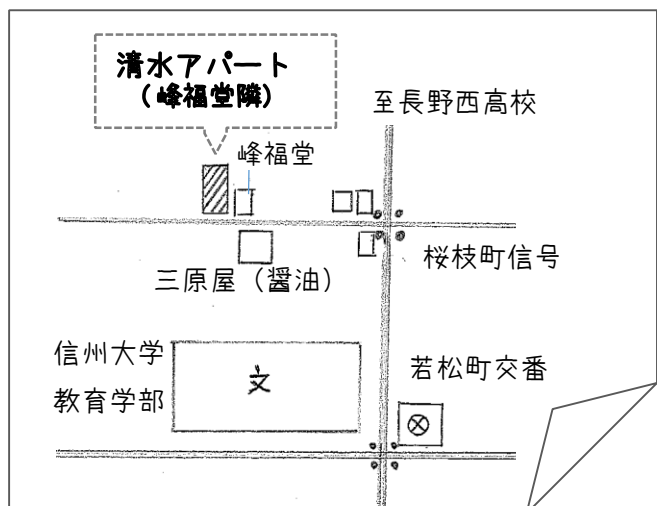 清水アパート
（峰福堂隣）
至長野西高校
峰福堂
桜枝町信号
三原屋（醤油）
信州大学
教育学部
文
若松町交番